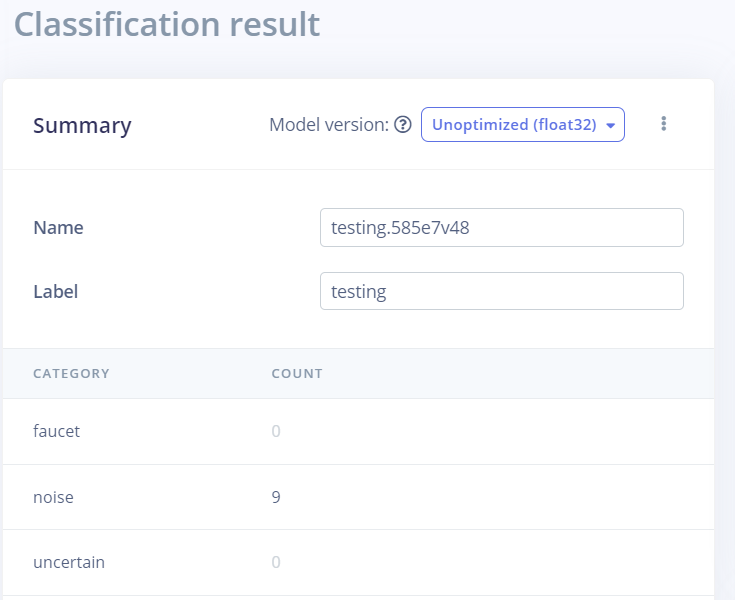 Classification result
Summary
Model version: Unoptimized (float32)
Name testing.585e7v48
Label testing
CATEGORY COUNT
faucet 0
noise 9
uncertain 0